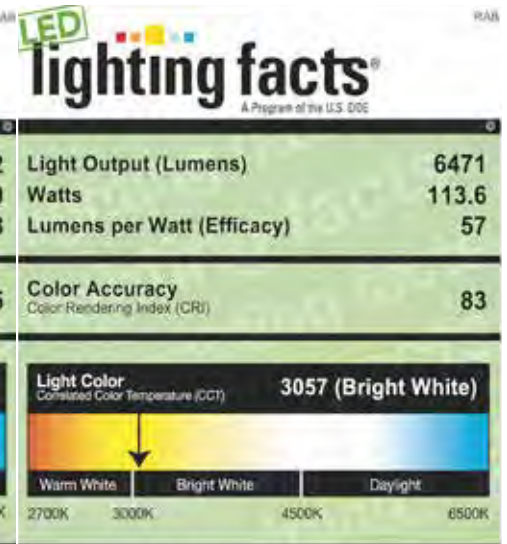 RAB
LED
lighting facts®
A Program of the U.S. DOE
Light Output (Lumens) 6471
Watts 113.6
Lumens per Watt (Efficacy) 57
Color Accuracy 83
Color Rendering Index (CRI)
Light Color 3057 (Bright White)
Correlated Color Temperature (CCT)
Warm White Bright White Daylight
2700K 3000K 4500K 6500K